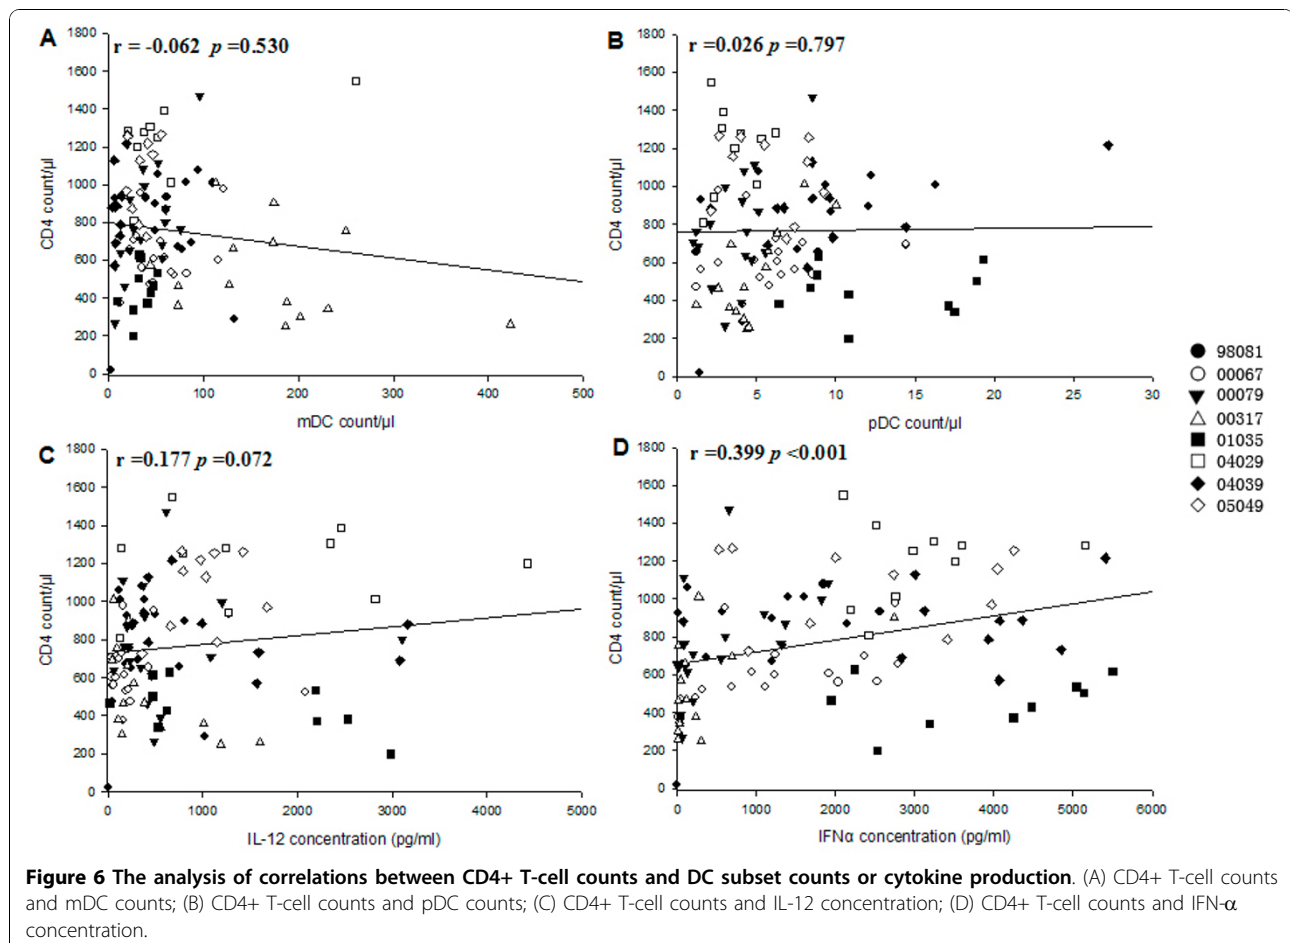 A
r = -0.062 p =0.530
1800
1600
1400
1200
1000
800
600
400
200
0
CD4 count/µl
0 100 200 300 400 500
mDC count/µl
B
r =0.026 p =0.797
1800
1600
1400
1200
1000
800
600
400
200
0
CD4 count/µl
0 5 10 15 20 25 30
pDC count/µl
98081
00067
00079
00317
01035
04029
04039
05049
C
r =0.177 p =0.072
1800
1600
1400
1200
1000
800
600
400
200
0
CD4 count/µl
0 1000 2000 3000 4000 5000
IL-12 concentration (pg/ml)
D
r =0.399 p <0.001
1800
1600
1400
1200
1000
800
600
400
200
0
CD4 count/µl
0 1000 2000 3000 4000 5000 6000
IFNα concentration (pg/ml)
Figure 6 The analysis of correlations between CD4+ T-cell counts and DC subset counts or cytokine production. (A) CD4+ T-cell counts
and mDC counts; (B) CD4+ T-cell counts and pDC counts; (C) CD4+ T-cell counts and IL-12 concentration; (D) CD4+ T-cell counts and IFN-α
concentration.